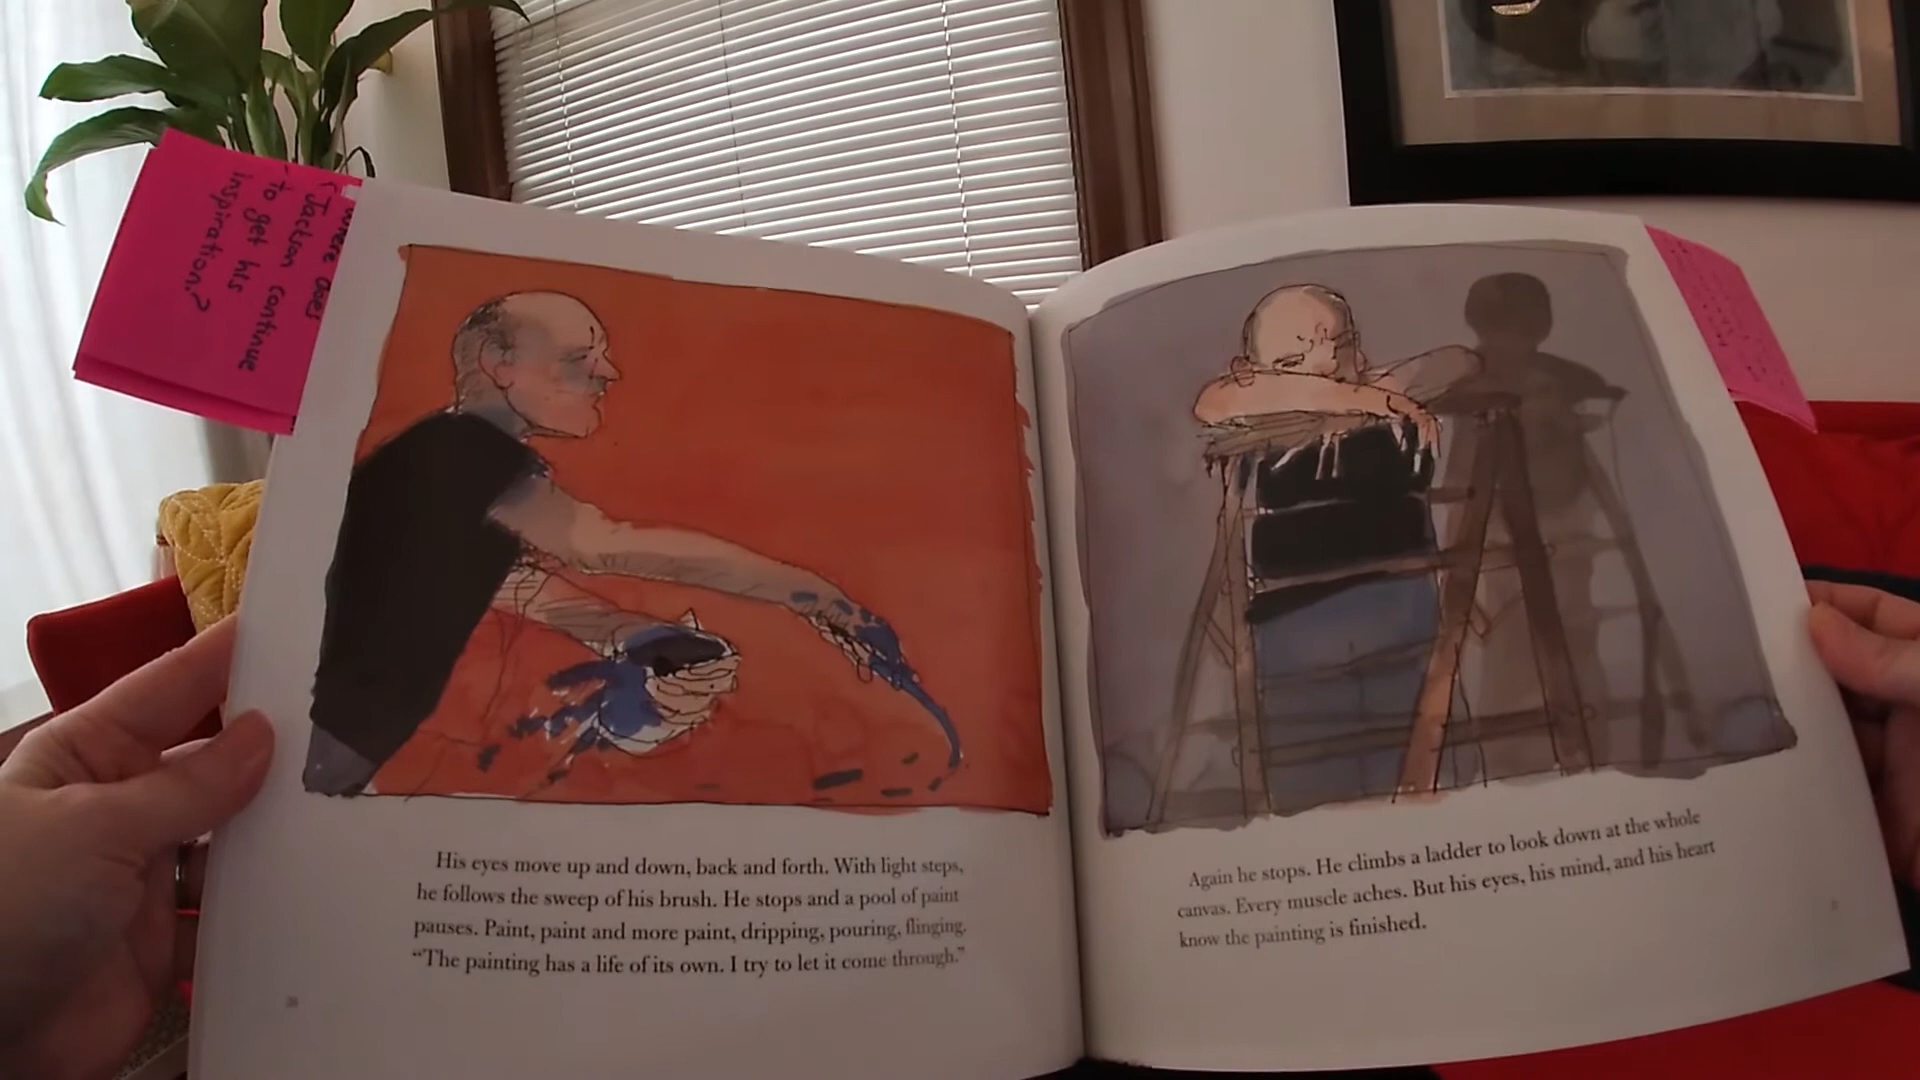 Where Does
Jackson continue
to get his
inspiration?
His eyes move up and down, back and forth. With light steps,
he follows the sweep of his brush. He stops and a pool of paint
pauses. Paint, paint and more paint, dripping, pouring, flinging.
“The painting has a life of its own. I try to let it come through.”
Again he stops. He climbs a ladder to look down at the whole
canvas. Every muscle aches. But his eyes, his mind, and his heart
know the painting is finished.